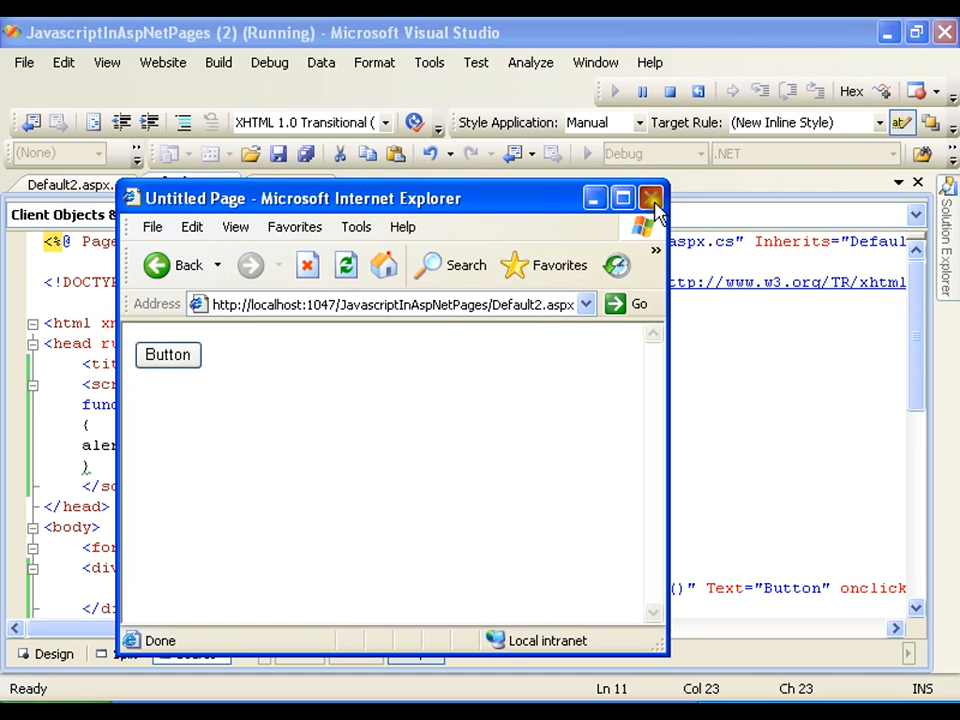 JavascriptInAspNetPages (2) (Running) - Microsoft Visual Studio
File Edit View Website Build Debug Data Format Tools Test Analyze Window Help
Hex
XHTML 1.0 Transitional ( Style Application: Manual Target Rule: (New Inline Style)
(None) Debug .NET
Default2.aspx.
Client Objects &
Untitled Page - Microsoft Internet Explorer
File Edit View Favorites Tools Help
Back Search Favorites
Address http://localhost:1047/JavascriptInAspNetPages/Default2.aspx Go
Button
Done Local intranet
<%@ Page aspx.cs" Inherits="Defaul
<!DOCTY ttp://www.w3.org/TR/xhtml
<html xn
<head ru
<tit
<scr
func
{
aler
}
</sc
</head>
<body>
<for
<div
()" Text="Button" onclick
</di
Solution Explorer
Design
Ready Ln 11 Col 23 Ch 23 INS